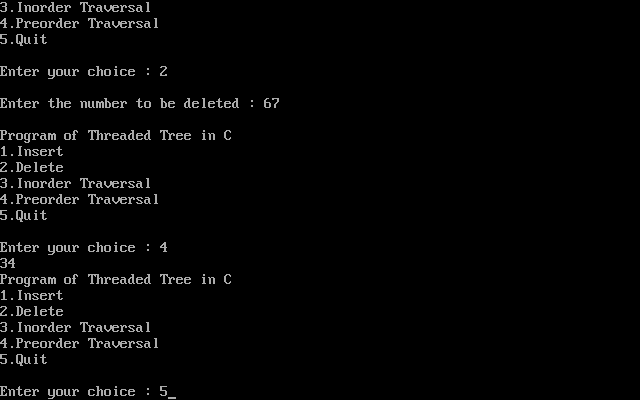 3.Inorder Traversal
4.Preorder Traversal
5.Quit
Enter your choice : 2
Enter the number to be deleted : 67
Program of Threaded Tree in C
1.Insert
2.Delete
3.Inorder Traversal
4.Preorder Traversal
5.Quit
Enter your choice : 4
34
Program of Threaded Tree in C
1.Insert
2.Delete
3.Inorder Traversal
4.Preorder Traversal
5.Quit
Enter your choice : 5_